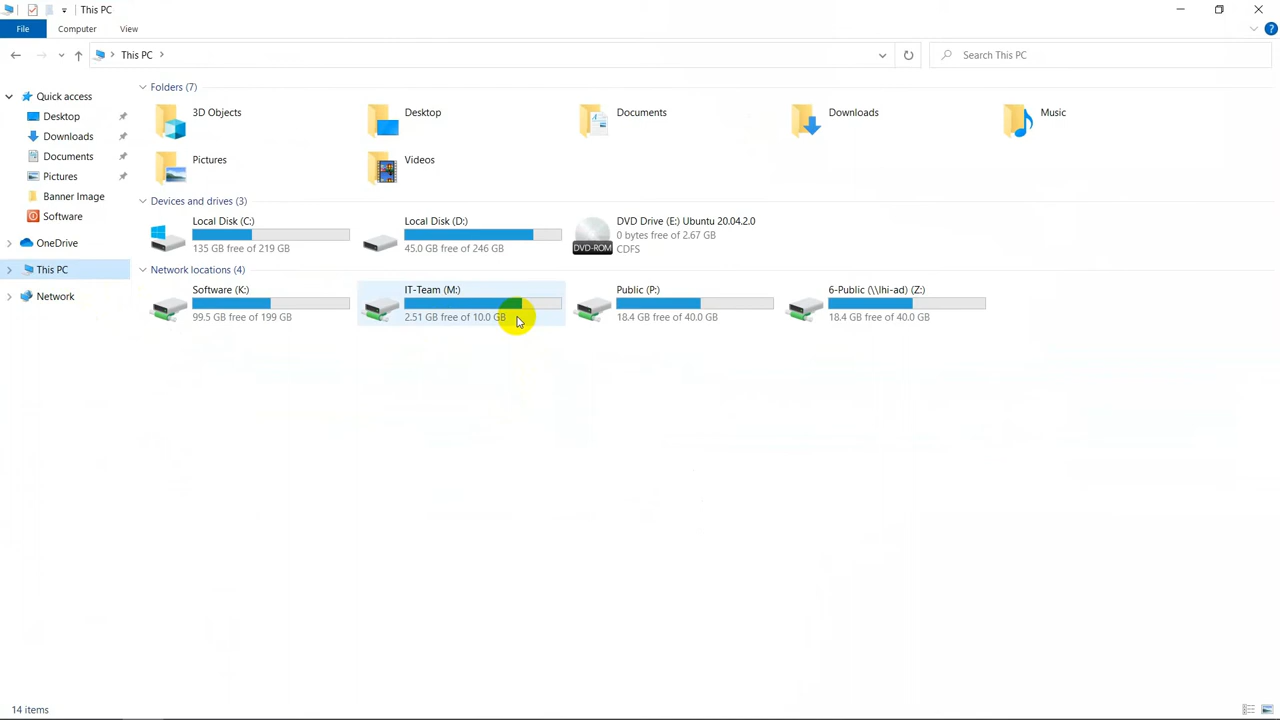 This PC
File Computer View
This PC
Search This PC
Quick access
Desktop
Downloads
Documents
Pictures
Banner Image
Software
OneDrive
This PC
Network
Folders (7)
3D Objects
Desktop
Documents
Downloads
Music
Pictures
Videos
Devices and drives (3)
Local Disk (C:)
135 GB free of 219 GB
Local Disk (D:)
45.0 GB free of 246 GB
DVD Drive (E:) Ubuntu 20.04.2.0
0 bytes free of 2.67 GB
CDFS
DVD-ROM
Network locations (4)
Software (K:)
99.5 GB free of 199 GB
IT-Team (M:)
2.51 GB free of 10.0 GB
Public (P:)
18.4 GB free of 40.0 GB
6-Public (\\lhi-ad) (Z:)
18.4 GB free of 40.0 GB
14 items